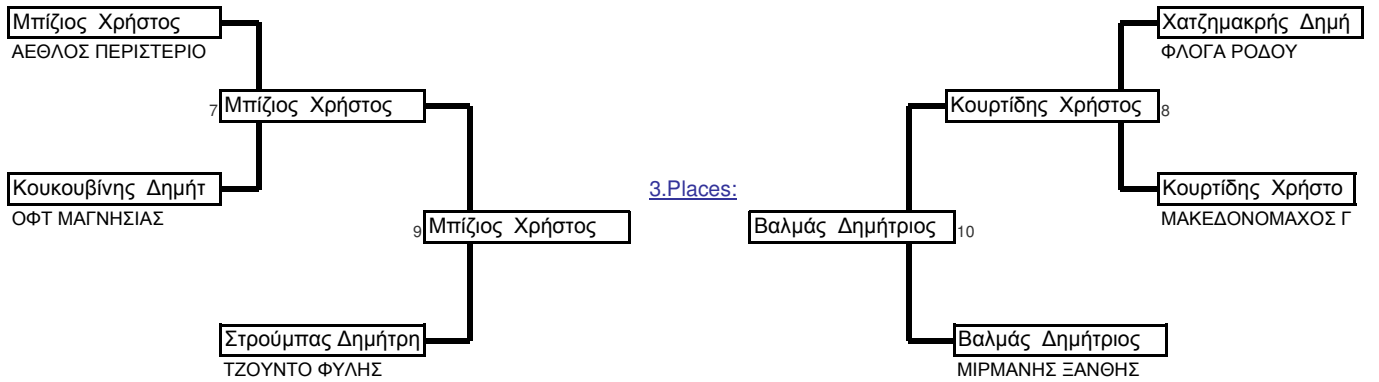 Μπίζιος Χρήστος
ΑΕΘΛΟΣ ΠΕΡΙΣΤΕΡΙΟ
7 Μπίζιος Χρήστος
Κουκουβίνης Δημήτ
ΟΦΤ ΜΑΓΝΗΣΙΑΣ
9 Μπίζιος Χρήστος
Στρούμπας Δημήτρη
ΤΖΟΥΝΤΟ ΦΥΛΗΣ
3.Places:
Χατζημακρής Δημή
ΦΛΟΓΑ ΡΟΔΟΥ
Κουρτίδης Χρήστος 8
Κουρτίδης Χρήστο
ΜΑΚΕΔΟΝΟΜΑΧΟΣ Γ
Βαλμάς Δημήτριος 10
Βαλμάς Δημήτριος
ΜΙΡΜΑΝΗΣ ΞΑΝΘΗΣ